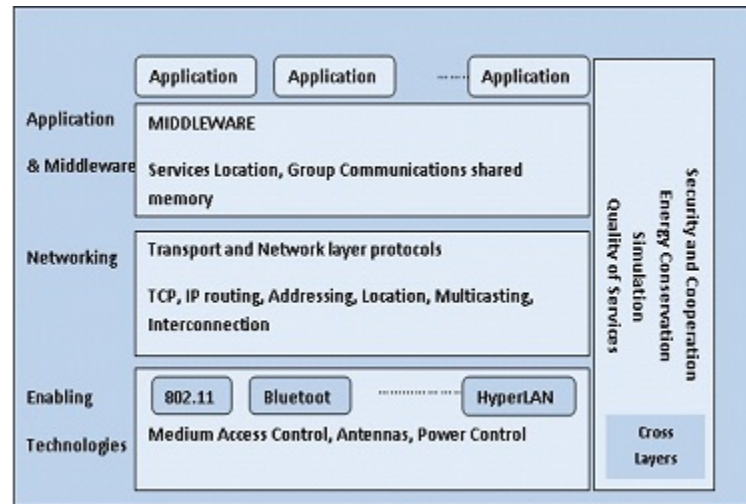 Application
Application
Application
Application
MIDDLEWARE
& Middleware
Services Location, Group Communications shared
memory
Networking
Transport and Network layer protocols
TCP, IP routing, Addressing, Location, Multicasting,
Interconnection
Enabling
802.11
Bluetoot
HyperLAN
Technologies
Medium Access Control, Antennas, Power Control
Security and Cooperation
Energy Conservation
Simulation
Quality of Services
Cross
Layers